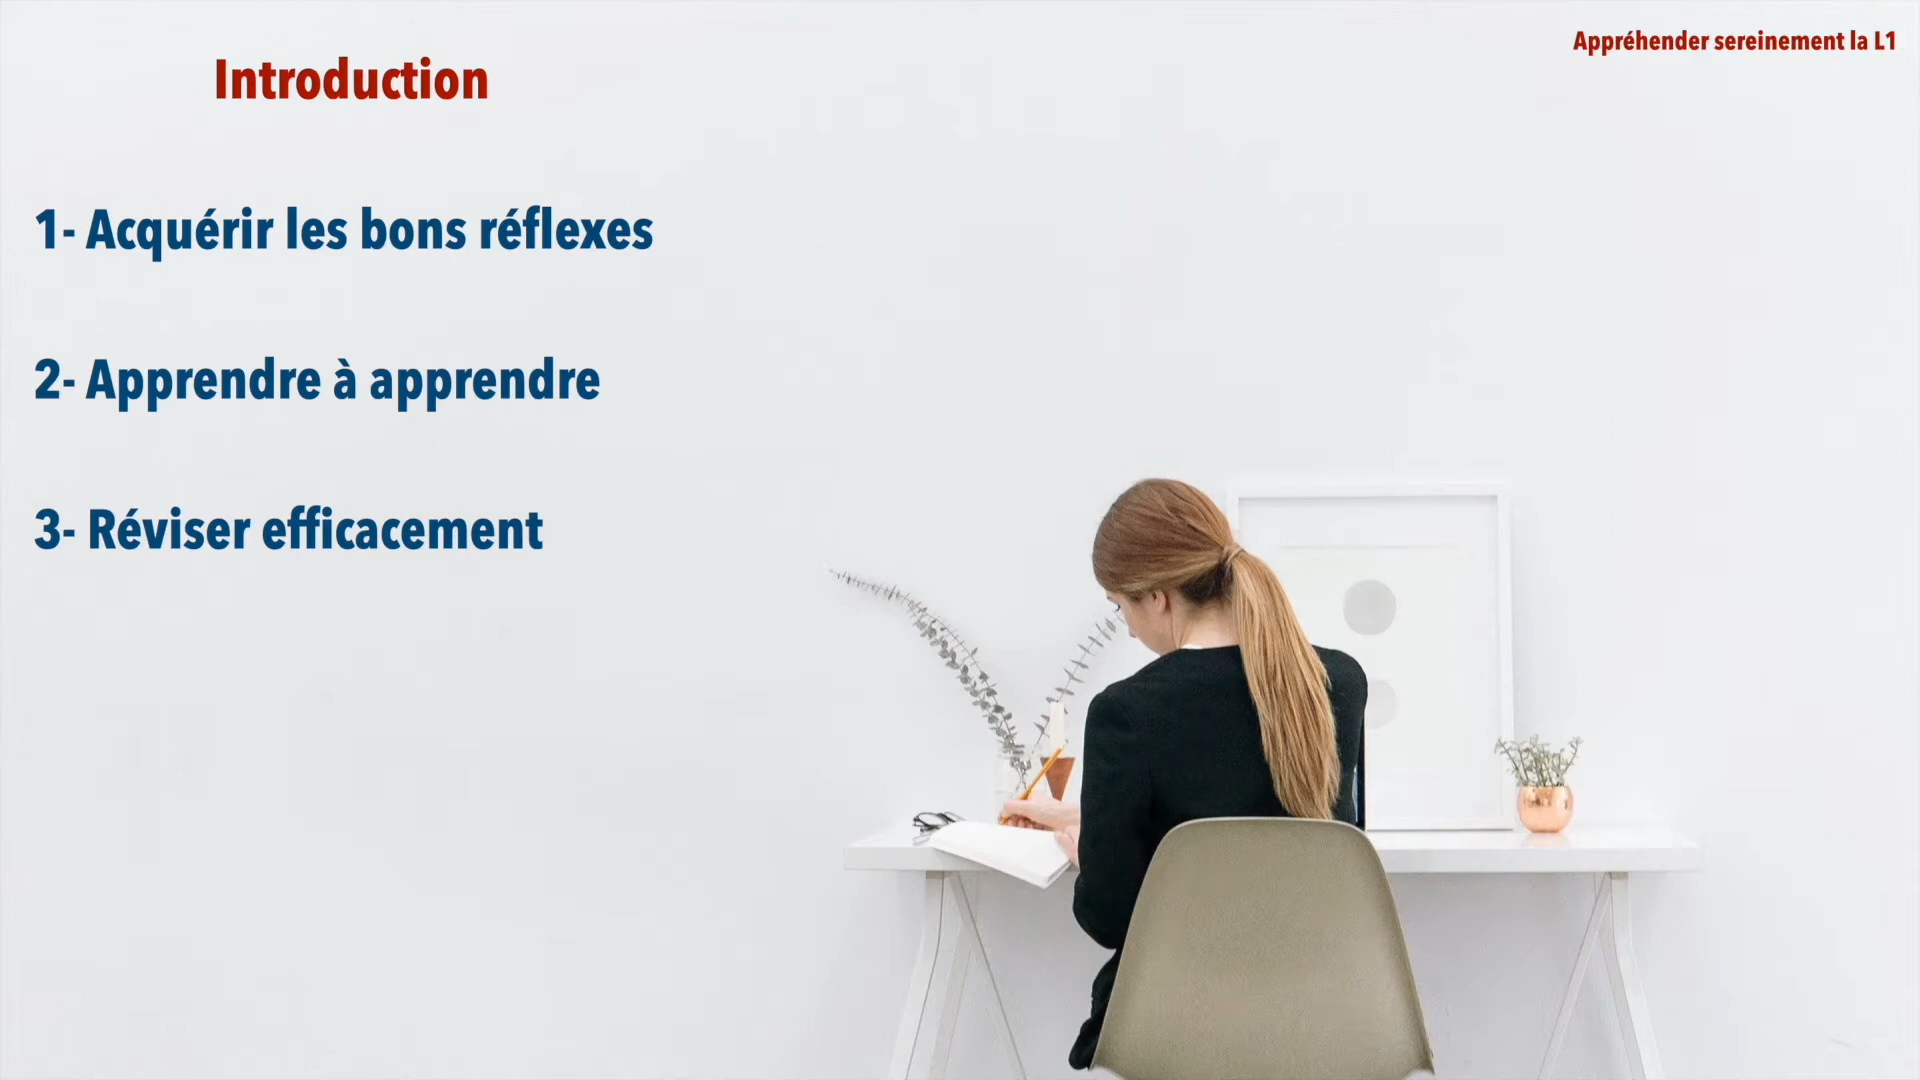 Appréhender sereinement la L1
Introduction
1- Acquérir les bons réflexes
2- Apprendre à apprendre
3- Réviser efficacement